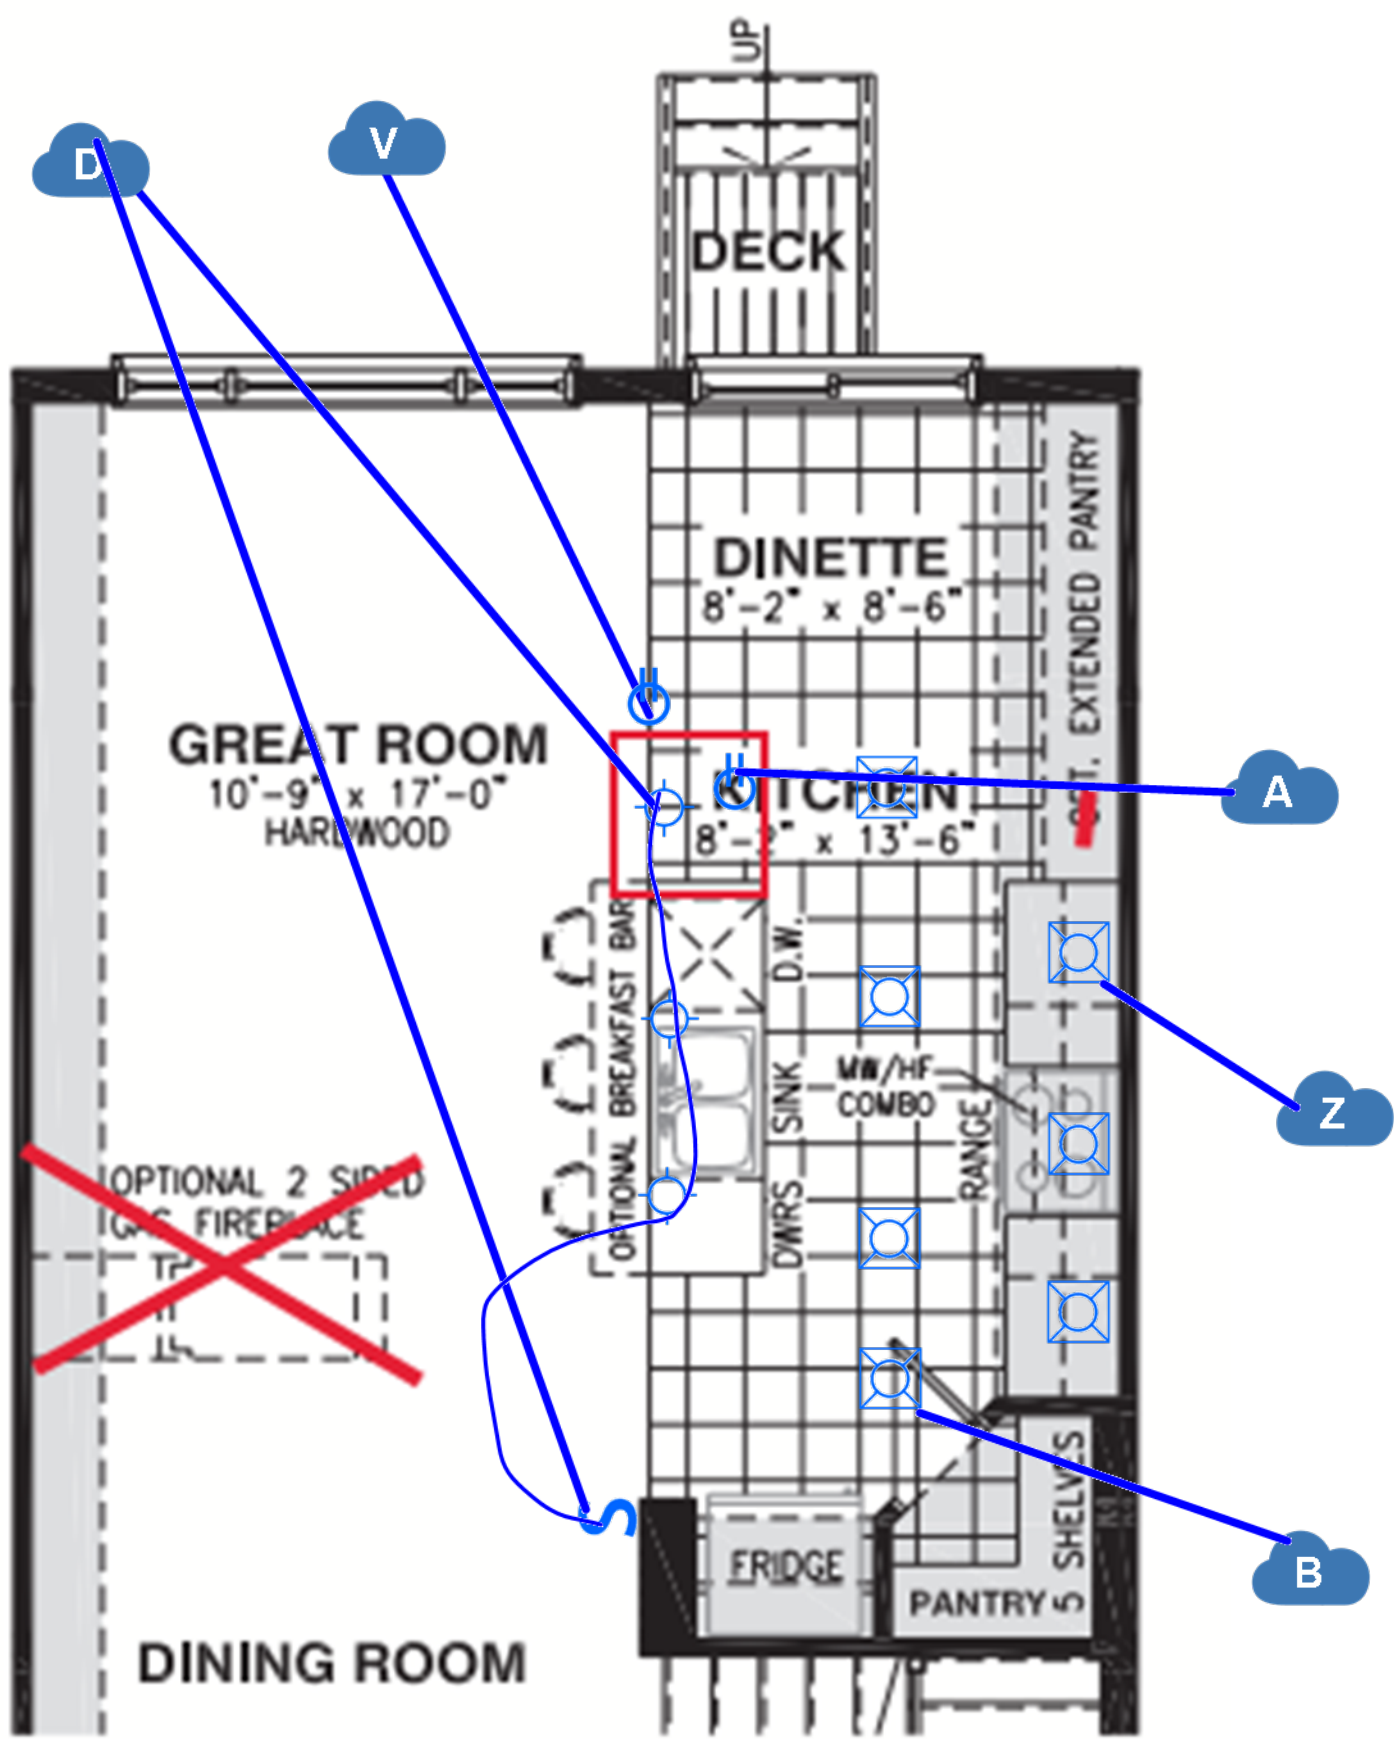 UP
D
V
DECK
DINETTE
8'-2" x 8'-6"
EXTENDED PANTRY
GREAT ROOM
10'-9" x 17'-0"
HARDWOOD
KITCHEN
8'-2" x 13'-6"
A
OPTIONAL BREAKFAST BAR
D.W.
SINK
DWRS
MW/HF
COMBO
RANGE
Z
OPTIONAL 2 SIDED
GAS FIREPLACE
S
B
FRIDGE
PANTRY
5 SHELVES
DINING ROOM